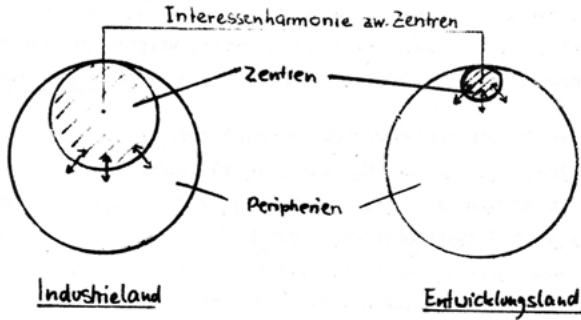 Interessenharmonie zw. Zentren
Zentren
Peripherien
Industrieland
Entwicklungsland